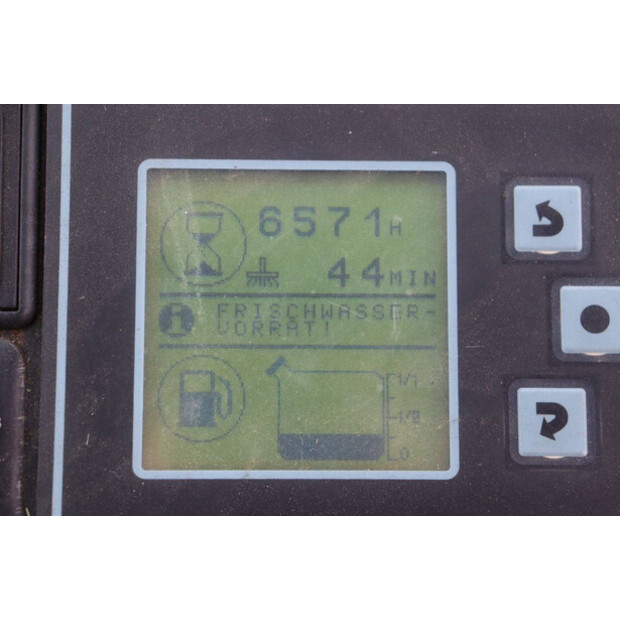 6571H
44MIN
FRISCHWASSER-
VORRAT!
1/1
1/2
0